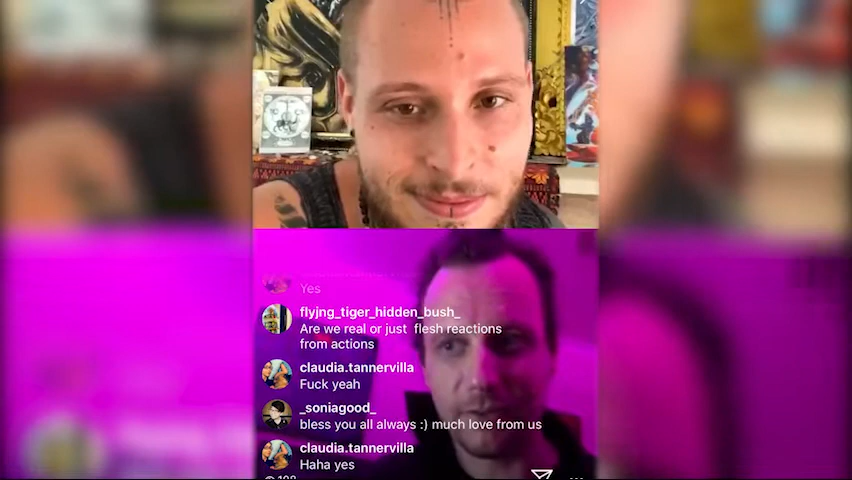 Yes
flyjng_tiger_hidden_bush_
Are we real or just flesh reactions
from actions
claudia.tannervilla
Fuck yeah
_soniagood_
bless you all always :) much love from us
claudia.tannervilla
Haha yes